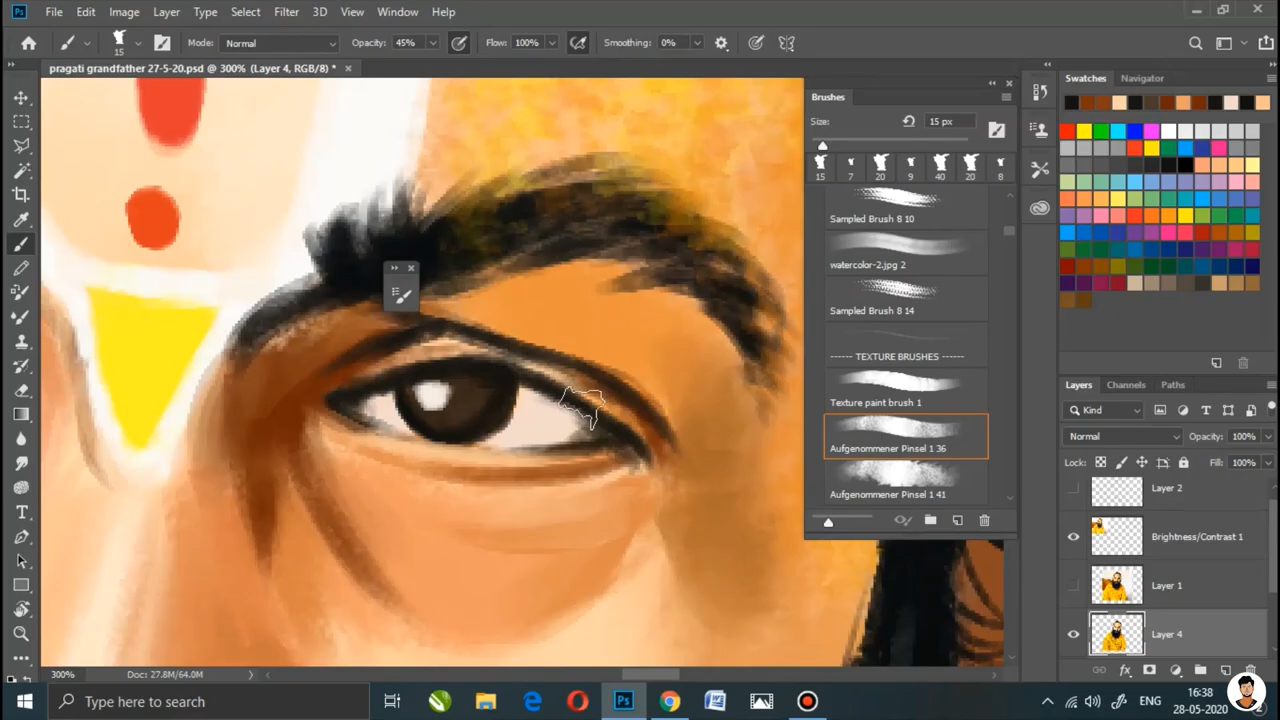 Ps File Edit Image Layer Type Select Filter 3D View Window Help
15 Mode: Normal Opacity: 45% Flow: 100% Smoothing: 0%
pragati grandfather 27-5-20.psd @ 300% (Layer 4, RGB/8) *
Brushes
Size: 15 px
15 7 20 9 40 20 8
Sampled Brush 8 10
watercolor-2.jpg 2
Sampled Brush 8 14
------ TEXTURE BRUSHES ------
Texture paint brush 1
Aufgenommener Pinsel 1 36
Aufgenommener Pinsel 1 41
Swatches Navigator
Layers Channels Paths
Kind
Normal Opacity: 100%
Lock: Fill: 100%
Layer 2
Brightness/Contrast 1
Layer 1
Layer 4
300% Doc: 27.8M/64.0M
Type here to search
Ps
W
ENG
16:38
28-05-2020